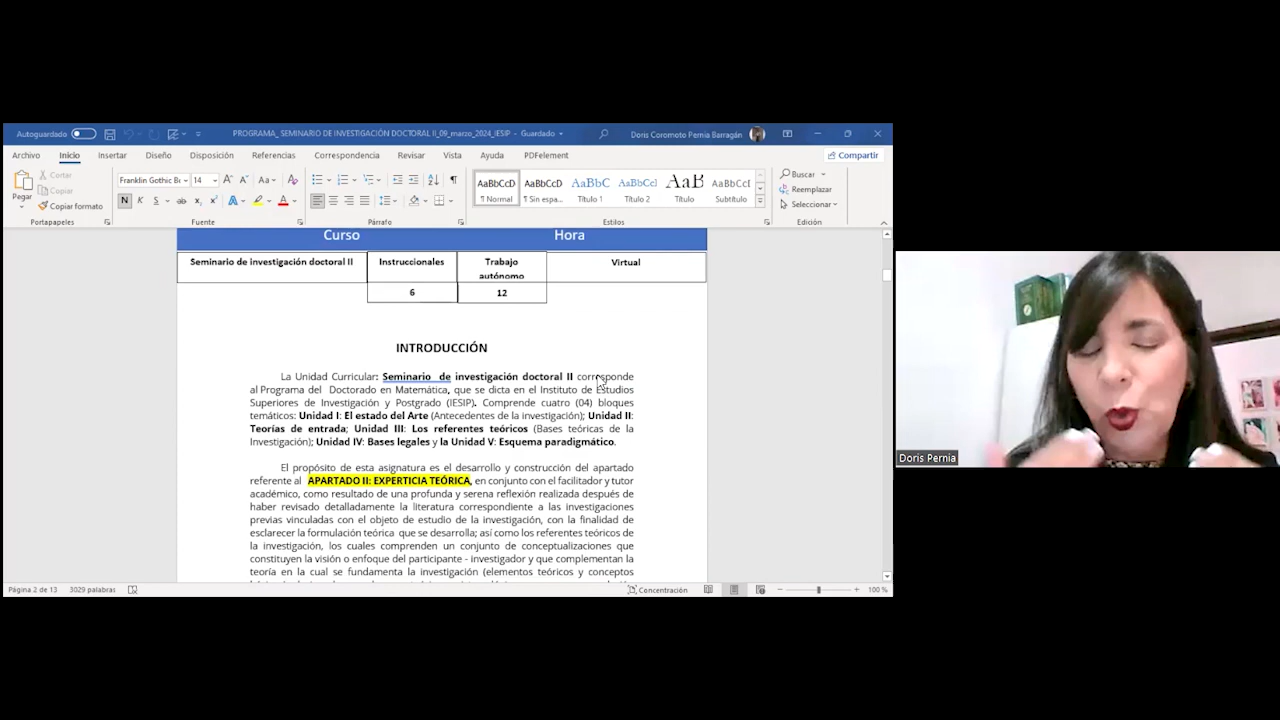 Autoguardado
PROGRAMA_ SEMINARIO DE INVESTIGACIÓN DOCTORAL II_09_marzo_2024_IESIP - Guardado
Doris Coromoto Pernia Barragán
Archivo Inicio Insertar Diseño Disposición Referencias Correspondencia Revisar Vista Ayuda PDFelement Compartir
Pegar
Cortar
Copiar
Copiar formato
Portapapeles
Franklin Gothic B 14
Fuente
Párrafo
AaBbCcD AaBbCcD AaBbC AaBbCcl AaB AaBbCcI
¶ Normal ¶ Sin espa... Título 1 Título 2 Título Subtítulo
Estilos
Buscar
Reemplazar
Seleccionar
Edición
Curso Hora
Seminario de investigación doctoral II Instruccionales Trabajo autónomo Virtual
6 12
INTRODUCCIÓN
La Unidad Curricular: Seminario de investigación doctoral II corresponde
al Programa del Doctorado en Matemática, que se dicta en el Instituto de Estudios
Superiores de Investigación y Postgrado (IESIP). Comprende cuatro (04) bloques
temáticos: Unidad I: El estado del Arte (Antecedentes de la investigación); Unidad II:
Teorías de entrada; Unidad III: Los referentes teóricos (Bases teóricas de la
Investigación); Unidad IV: Bases legales y la Unidad V: Esquema paradigmático.
El propósito de esta asignatura es el desarrollo y construcción del apartado
referente al APARTADO II: EXPERTICIA TEÓRICA, en conjunto con el facilitador y tutor
académico, como resultado de una profunda y serena reflexión realizada después de
haber revisado detalladamente la literatura correspondiente a las investigaciones
previas vinculadas con el objeto de estudio de la investigación, con la finalidad de
esclarecer la formulación teórica que se desarrolla; así como los referentes teóricos de
la investigación, los cuales comprenden un conjunto de conceptualizaciones que
constituyen la visión o enfoque del participante - investigador y que complementan la
teoría en la cual se fundamenta la investigación (elementos teóricos y conceptos
Página 2 de 13 3029 palabras Concentración 100 %
Doris Pernia